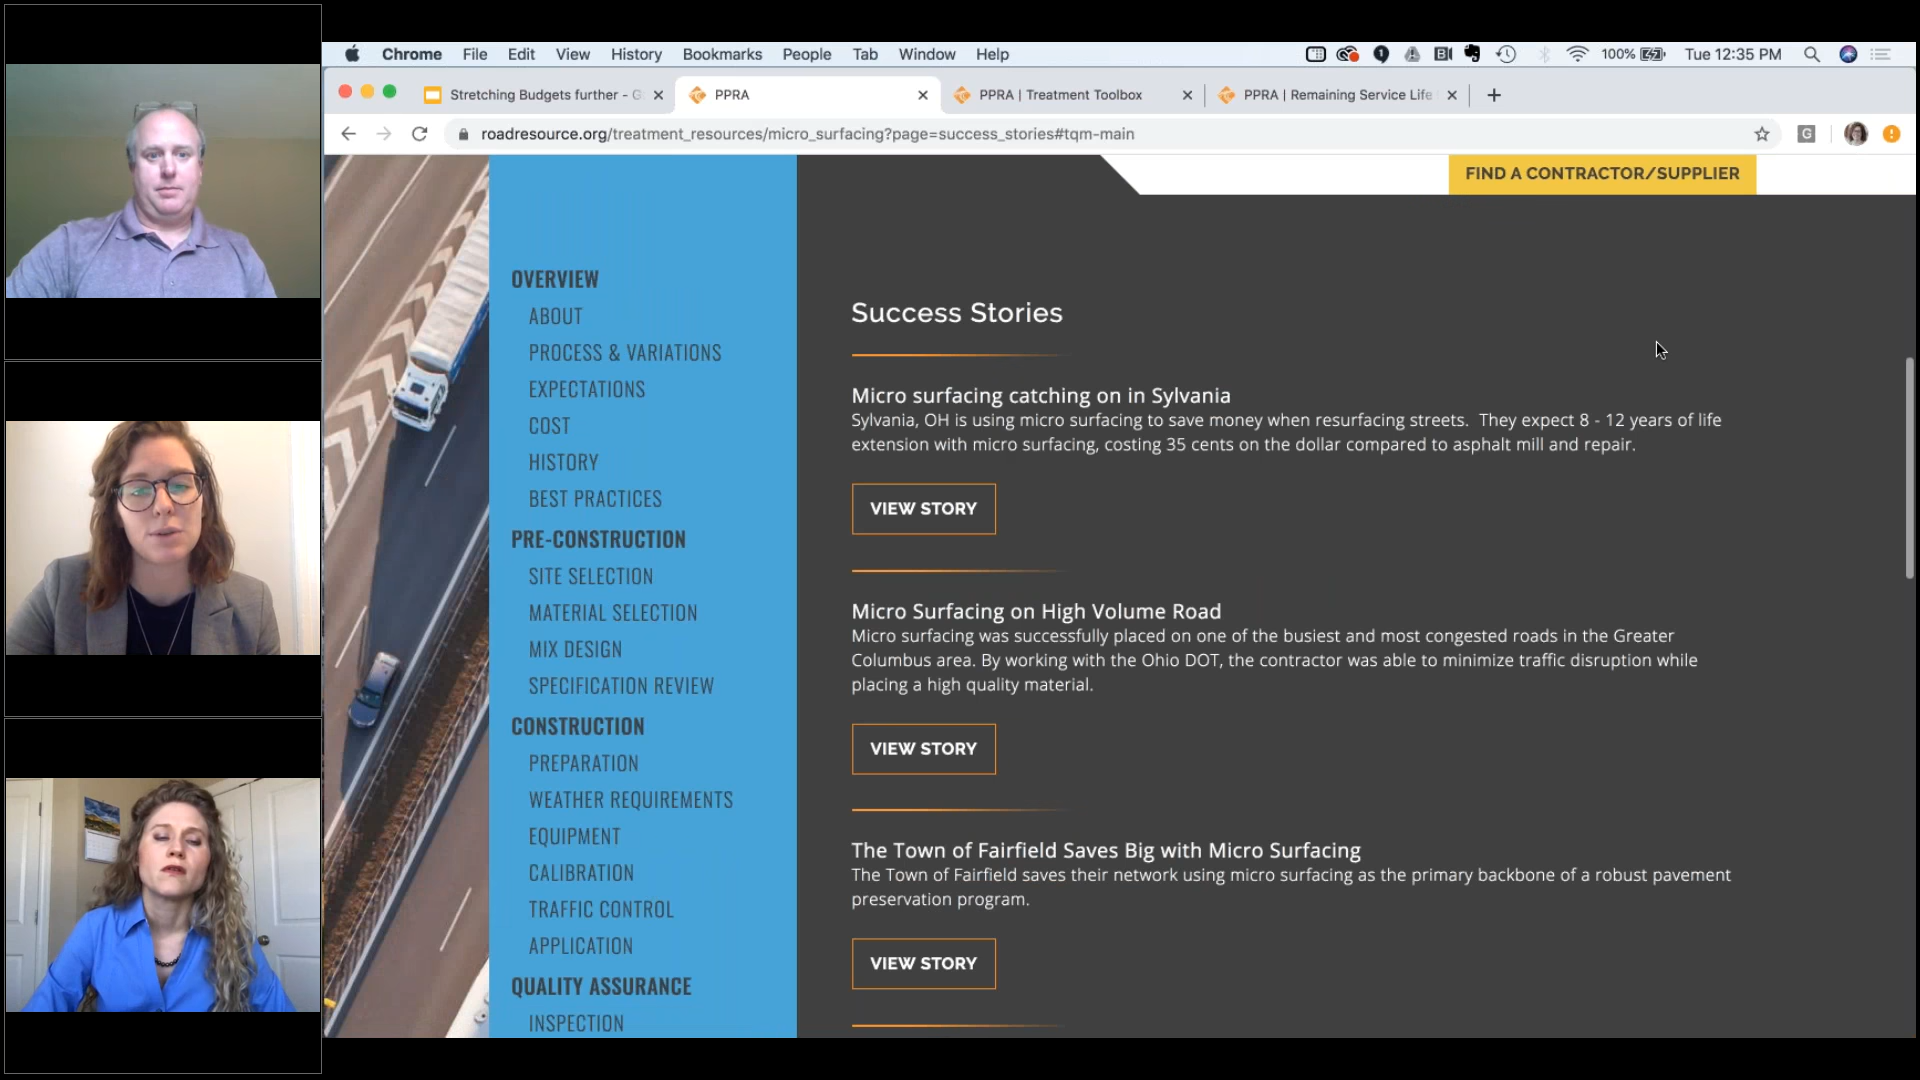 Chrome File Edit View History Bookmarks People Tab Window Help 100% Tue 12:35 PM
Stretching Budgets further - G PPRA PPRA | Treatment Toolbox PPRA | Remaining Service Life
roadresource.org/treatment_resources/micro_surfacing?page=success_stories#tqm-main
FIND A CONTRACTOR/SUPPLIER
OVERVIEW
ABOUT
PROCESS & VARIATIONS
EXPECTATIONS
COST
HISTORY
BEST PRACTICES
PRE-CONSTRUCTION
SITE SELECTION
MATERIAL SELECTION
MIX DESIGN
SPECIFICATION REVIEW
CONSTRUCTION
PREPARATION
WEATHER REQUIREMENTS
EQUIPMENT
CALIBRATION
TRAFFIC CONTROL
APPLICATION
QUALITY ASSURANCE
INSPECTION
Success Stories
Micro surfacing catching on in Sylvania
Sylvania, OH is using micro surfacing to save money when resurfacing streets. They expect 8 - 12 years of life
extension with micro surfacing, costing 35 cents on the dollar compared to asphalt mill and repair.
VIEW STORY
Micro Surfacing on High Volume Road
Micro surfacing was successfully placed on one of the busiest and most congested roads in the Greater
Columbus area. By working with the Ohio DOT, the contractor was able to minimize traffic disruption while
placing a high quality material.
VIEW STORY
The Town of Fairfield Saves Big with Micro Surfacing
The Town of Fairfield saves their network using micro surfacing as the primary backbone of a robust pavement
preservation program.
VIEW STORY